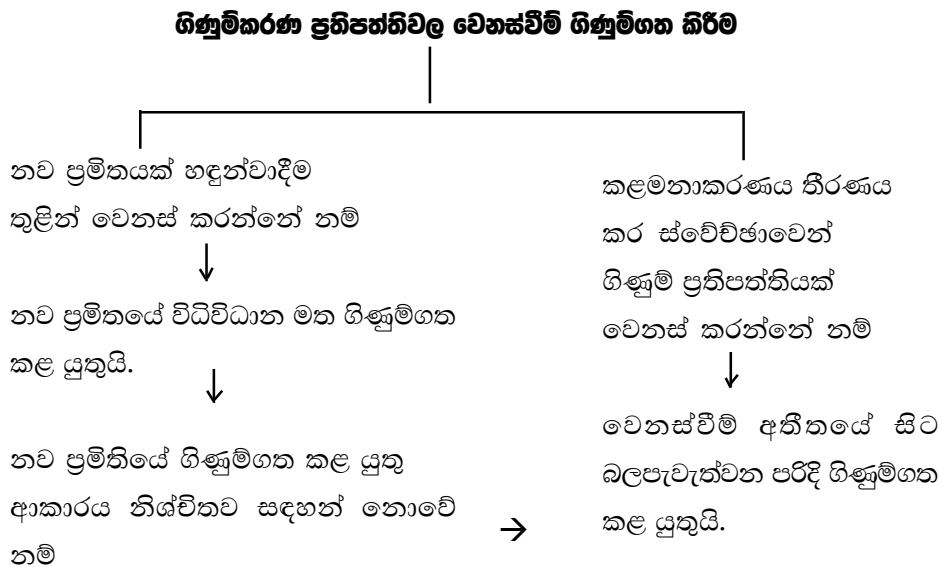 ගිණුම්කරණ ප්‍රතිපත්තිවල වෙනස්වීම් ගිණුම්ගත කිරීම
නව ප්‍රමිතයක් හඳුන්වාදීම
තුළින් වෙනස් කරන්නේ නම්
නව ප්‍රමිතයේ විධිවිධාන මත ගිණුම්ගත
කළ යුතුයි.
නව ප්‍රමිතියේ ගිණුම්ගත කළ යුතු
ආකාරය නිශ්චිතව සඳහන් නොවේ
නම්
කළමනාකරණය තීරණය
කර ස්වේච්ඡාවෙන්
ගිණුම් ප්‍රතිපත්තියක්
වෙනස් කරන්නේ නම්
වෙනස්වීම් අතීතයේ සිට
බලපැවැත්වන පරිදි ගිණුම්ගත
කළ යුතුයි.